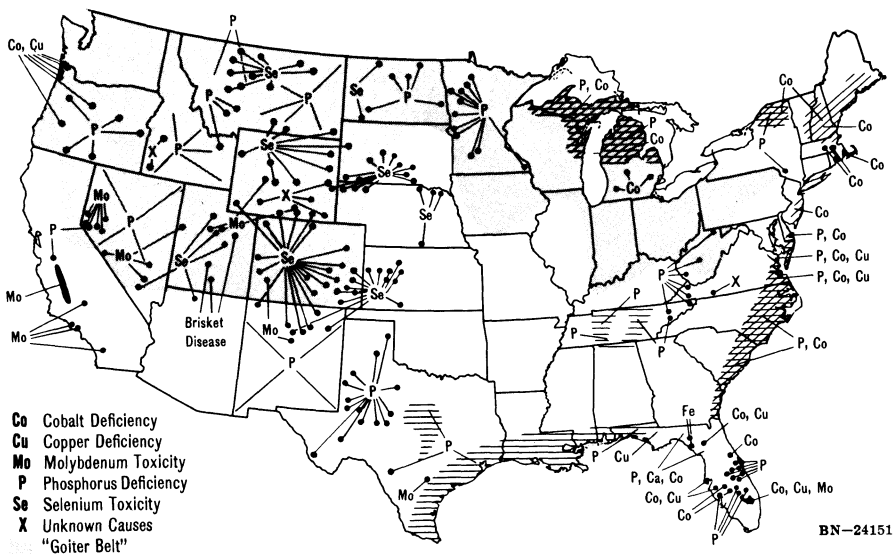 P
Co, Cu
Se
P
P
P
X
P
Se
X
Se
P
P
Se
Se
P, Co
P
Co
Co
Co
P
Co
Co
Co
Co
P, Co
P, Co, Cu
P, Co, Cu
Mo
P
Mo
P
Mo
Se
Mo
Se
Se
Brisket
Disease
Mo
P
P
P
X
P
P
P
P, Co
Mo
Mo
P
P
Mo
P
Cu
Fe
Co, Cu
Co
P
P, Ca, Co
Co, Cu
Co
Co, Cu, Mo
P
Co Cobalt Deficiency
Cu Copper Deficiency
Mo Molybdenum Toxicity
P Phosphorus Deficiency
Se Selenium Toxicity
X Unknown Causes
"Goiter Belt"
BN-24151